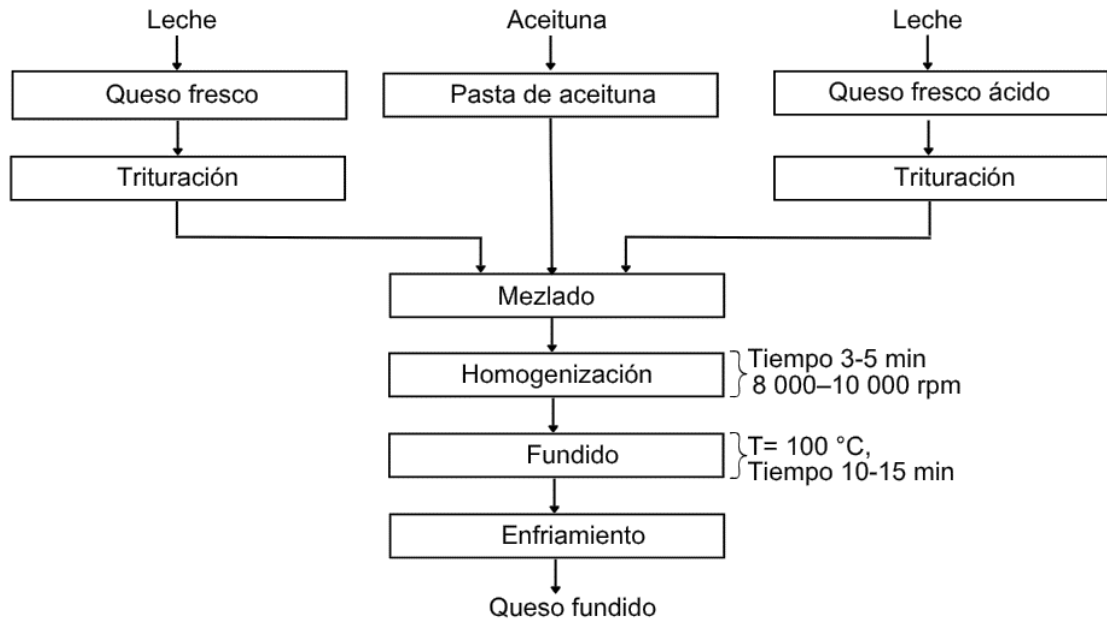 Leche
Aceituna
Leche
Queso fresco
Pasta de aceituna
Queso fresco ácido
Trituración
Trituración
Mezlado
Homogenización
Tiempo 3-5 min
8 000–10 000 rpm
Fundido
T= 100 °C,
Tiempo 10-15 min
Enfriamiento
Queso fundido